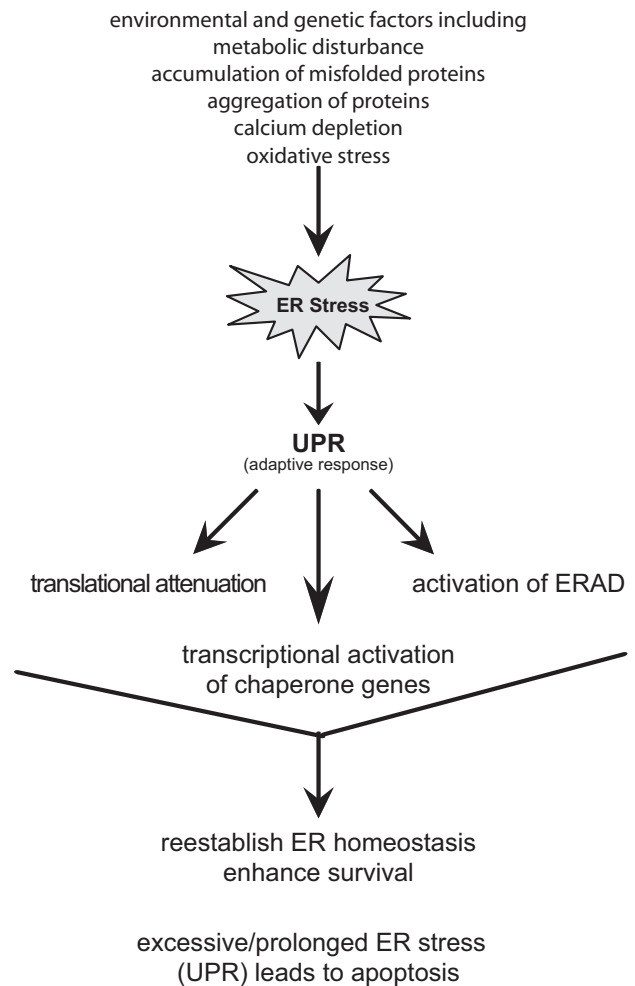 environmental and genetic factors including
metabolic disturbance
accumulation of misfolded proteins
aggregation of proteins
calcium depletion
oxidative stress
ER Stress
UPR
(adaptive response)
translational attenuation
activation of ERAD
transcriptional activation
of chaperone genes
reestablish ER homeostasis
enhance survival
excessive/prolonged ER stress
(UPR) leads to apoptosis